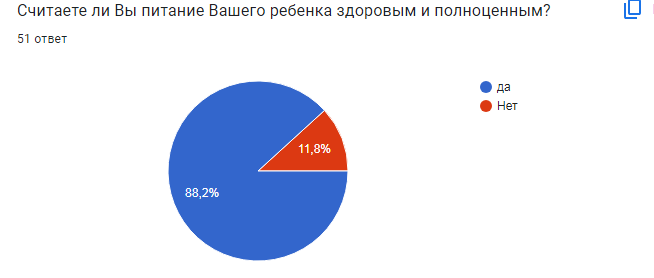 Считаете ли Вы питание Вашего ребенка здоровым и полноценным?
51 ответ
да
Нет
11,8%
88,2%